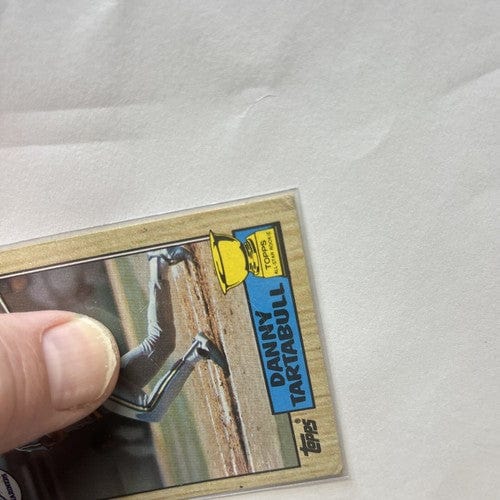 TOPPS
ALL-STAR ROOKIE
DANNY
TARTABULL
TOPPS